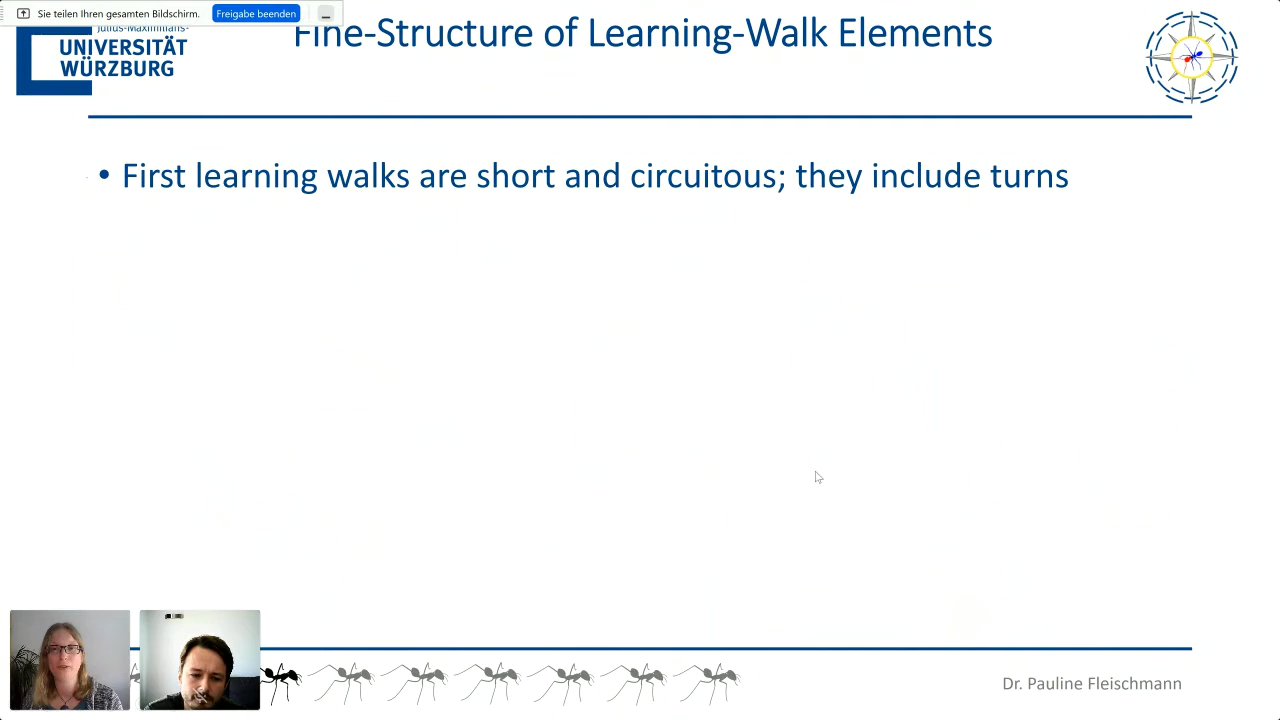 Sie teilen Ihren gesamten Bildschirm.
Freigabe beenden
Fine-Structure of Learning-Walk Elements
Julius-Maximilians-
UNIVERSITÄT
WÜRZBURG
• First learning walks are short and circuitous; they include turns
Dr. Pauline Fleischmann